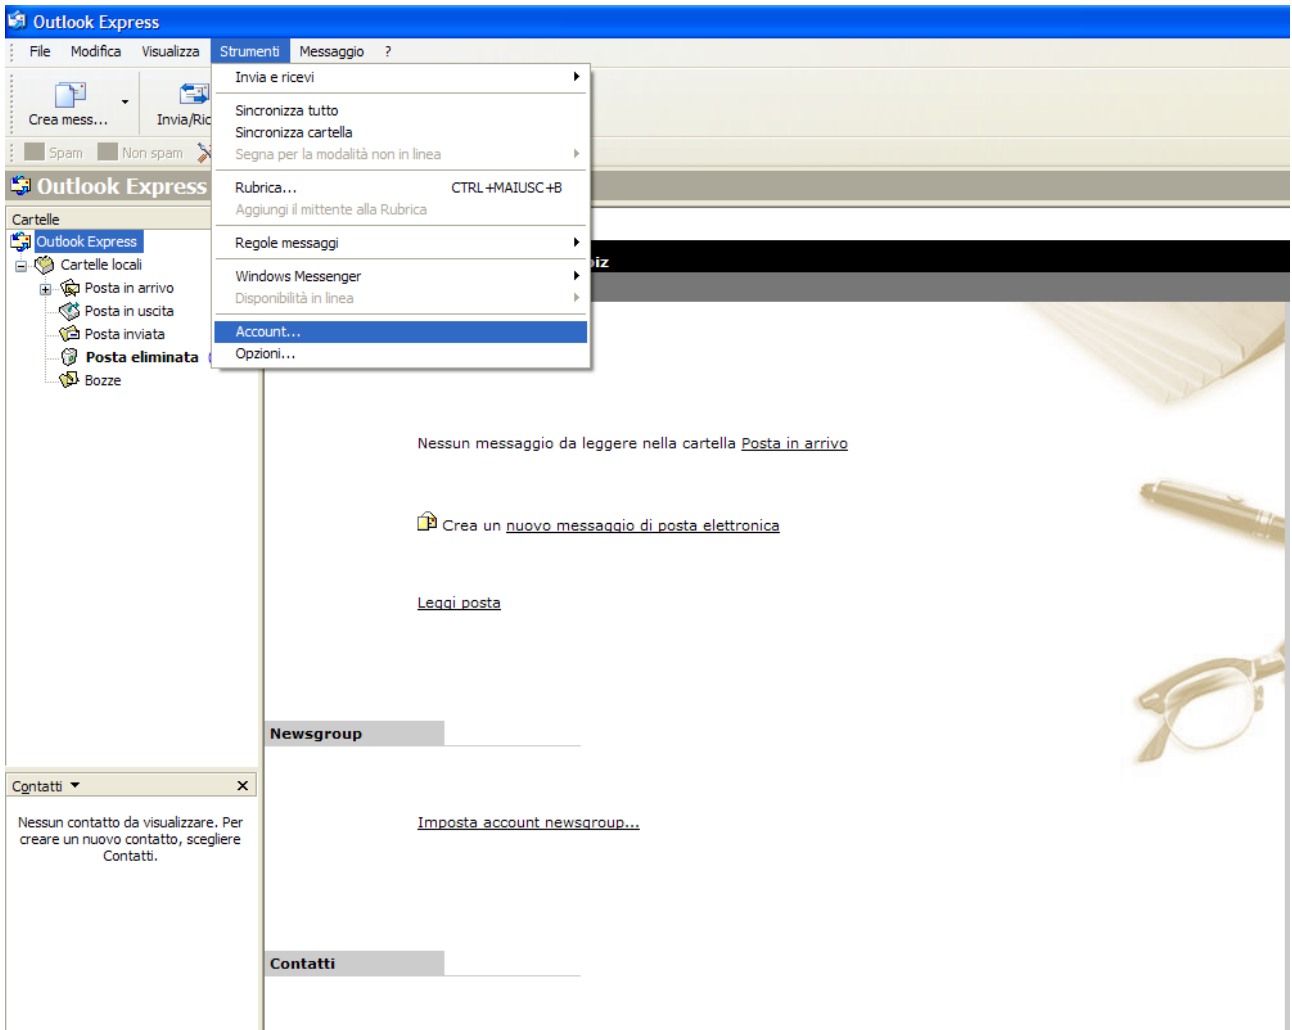 Outlook Express
File Modifica Visualizza Strumenti Messaggio ?
Crea mess... Invia/Ric
Spam Non spam
Outlook Express
Invia e ricevi
Sincronizza tutto
Sincronizza cartella
Segna per la modalità non in linea
Rubrica... CTRL+MAIUSC+B
Aggiungi il mittente alla Rubrica
Regole messaggi
Windows Messenger
Disponibilità in linea
Account...
Opzioni...
Cartelle
Outlook Express
Cartelle locali
Posta in arrivo
Posta in uscita
Posta inviata
Posta eliminata
Bozze
Nessun messaggio da leggere nella cartella Posta in arrivo
Crea un nuovo messaggio di posta elettronica
Leggi posta
Newsgroup
Imposta account newsgroup...
Contatti
Contatti
Nessun contatto da visualizzare. Per
creare un nuovo contatto, scegliere
Contatti.